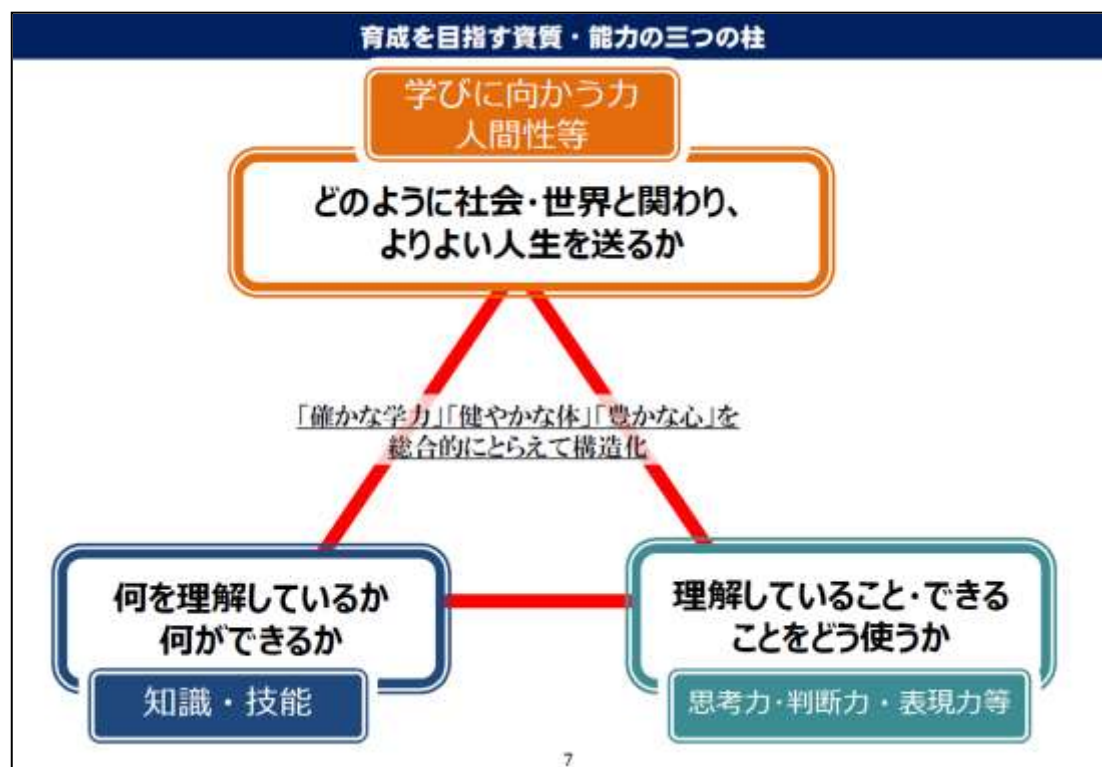 育成を目指す資質・能力の三つの柱
学びに向かう力
人間性等
どのように社会・世界と関わり、
よりよい人生を送るか
「確かな学力」「健やかな体」「豊かな心」を
総合的にとらえて構造化
何を理解しているか
何ができるか
知識・技能
理解していること・できる
ことをどう使うか
思考力・判断力・表現力等
7